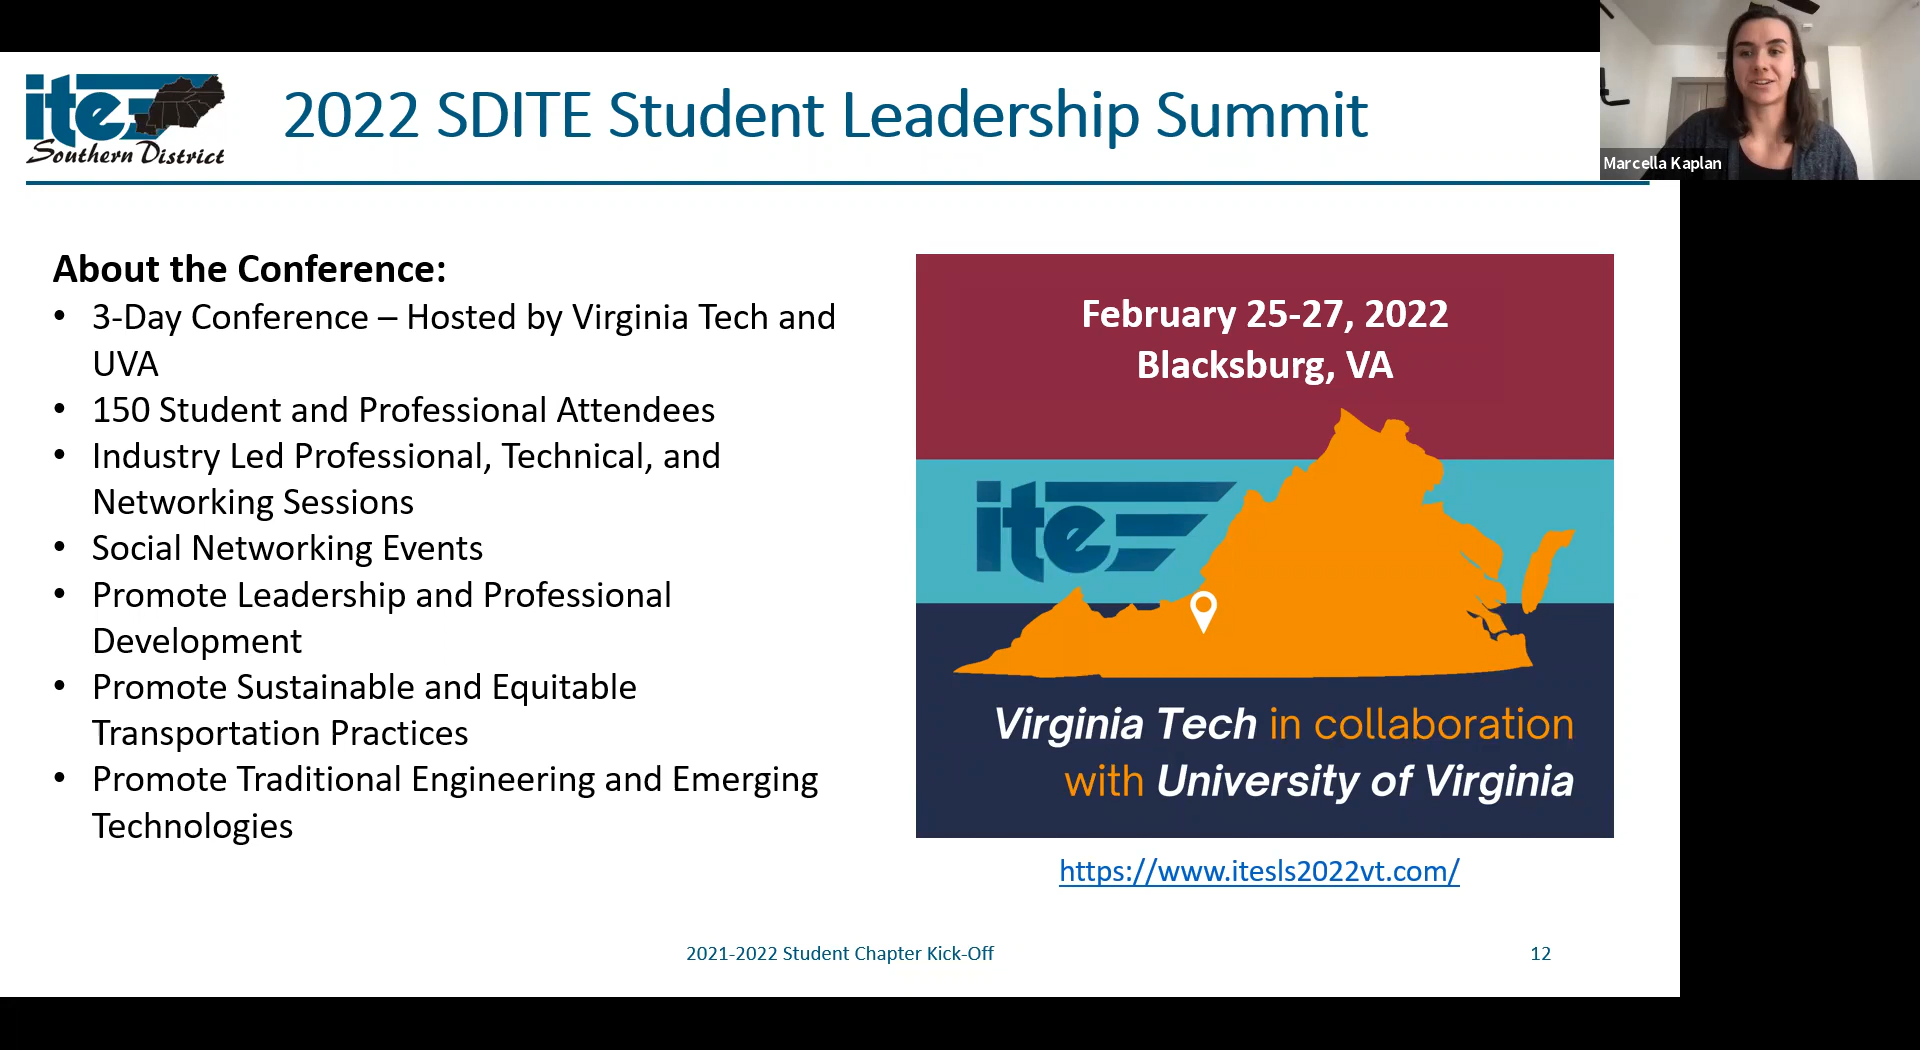 ite
Southern District
2022 SDITE Student Leadership Summit
Marcella Kaplan
About the Conference:
• 3-Day Conference – Hosted by Virginia Tech and
UVA
• 150 Student and Professional Attendees
• Industry Led Professional, Technical, and
Networking Sessions
• Social Networking Events
• Promote Leadership and Professional
Development
• Promote Sustainable and Equitable
Transportation Practices
• Promote Traditional Engineering and Emerging
Technologies
February 25-27, 2022
Blacksburg, VA
ite
Virginia Tech in collaboration
with University of Virginia
https://www.itesls2022vt.com/
2021-2022 Student Chapter Kick-Off
12